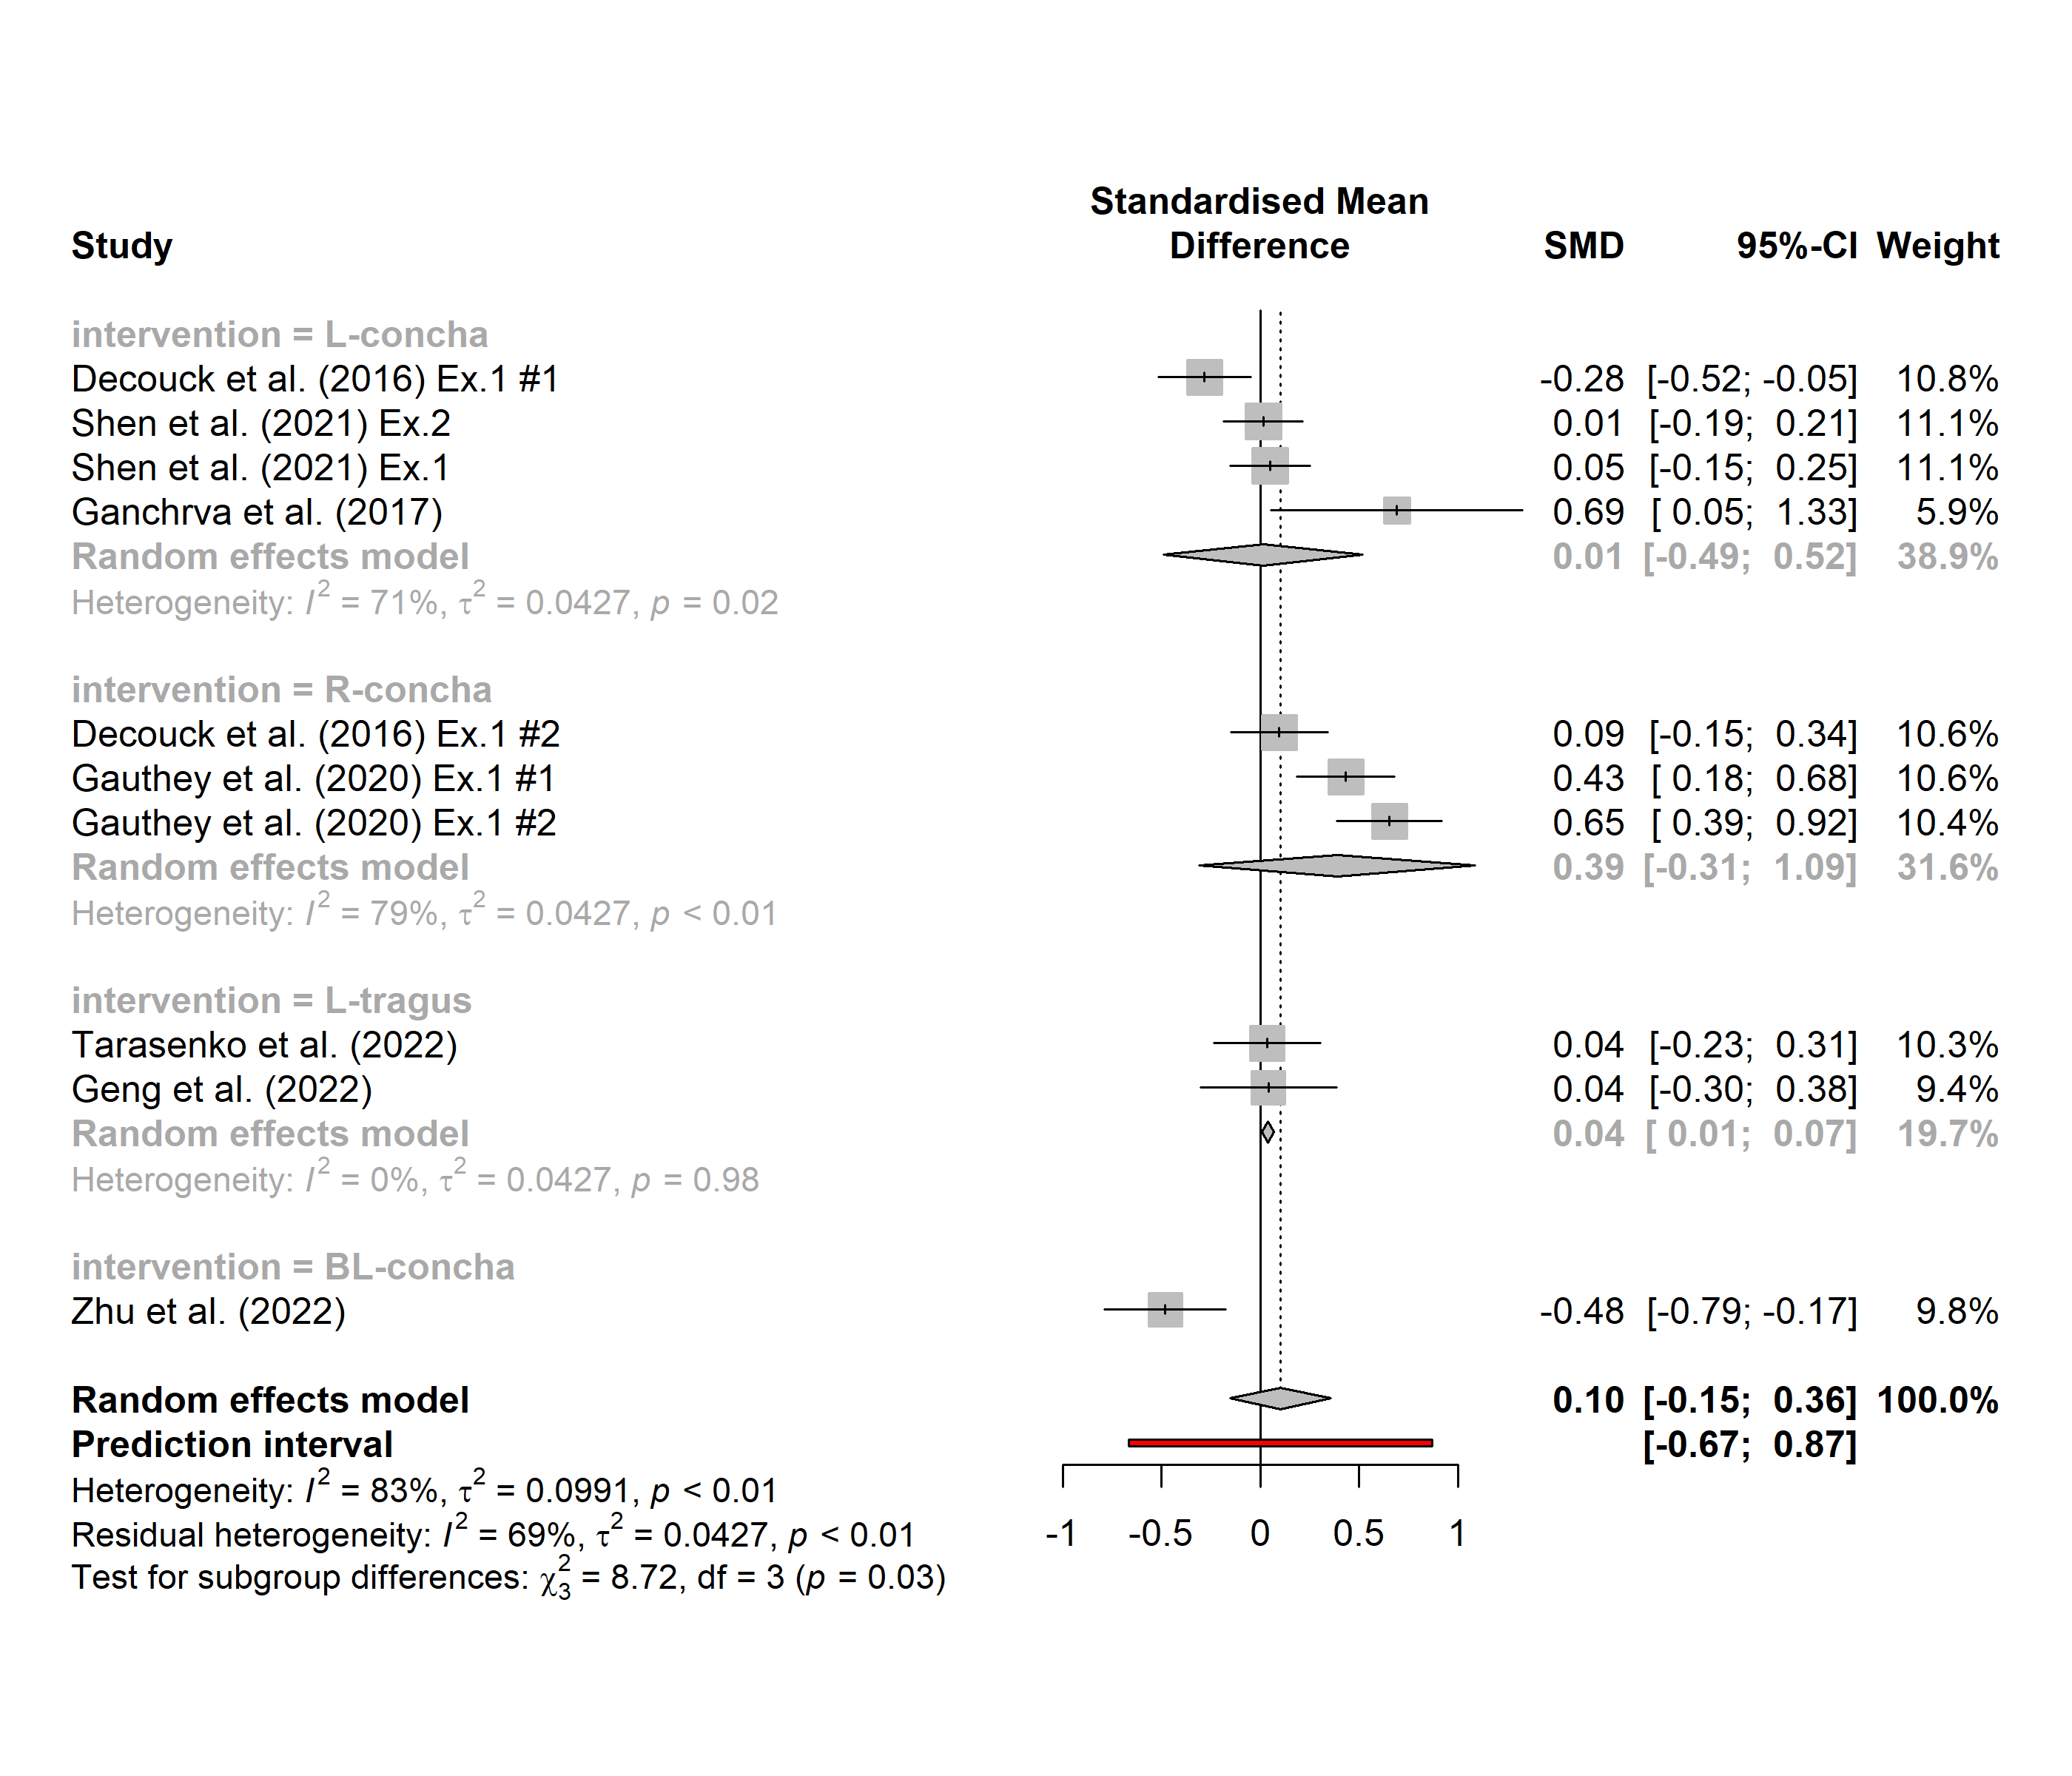 Standardised Mean
Study Difference SMD 95%-CI Weight
intervention = L-concha
Decouck et al. (2016) Ex.1 #1 -0.28 [-0.52; -0.05] 10.8%
Shen et al. (2021) Ex.2 0.01 [-0.19; 0.21] 11.1%
Shen et al. (2021) Ex.1 0.05 [-0.15; 0.25] 11.1%
Ganchrva et al. (2017) 0.69 [ 0.05; 1.33] 5.9%
Random effects model 0.01 [-0.49; 0.52] 38.9%
Heterogeneity: I² = 71%, τ² = 0.0427, p = 0.02
intervention = R-concha
Decouck et al. (2016) Ex.1 #2 0.09 [-0.15; 0.34] 10.6%
Gauthey et al. (2020) Ex.1 #1 0.43 [ 0.18; 0.68] 10.6%
Gauthey et al. (2020) Ex.1 #2 0.65 [ 0.39; 0.92] 10.4%
Random effects model 0.39 [-0.31; 1.09] 31.6%
Heterogeneity: I² = 79%, τ² = 0.0427, p < 0.01
intervention = L-tragus
Tarasenko et al. (2022) 0.04 [-0.23; 0.31] 10.3%
Geng et al. (2022) 0.04 [-0.30; 0.38] 9.4%
Random effects model 0.04 [ 0.01; 0.07] 19.7%
Heterogeneity: I² = 0%, τ² = 0.0427, p = 0.98
intervention = BL-concha
Zhu et al. (2022) -0.48 [-0.79; -0.17] 9.8%
Random effects model 0.10 [-0.15; 0.36] 100.0%
Prediction interval [-0.67; 0.87]
Heterogeneity: I² = 83%, τ² = 0.0991, p < 0.01
Residual heterogeneity: I² = 69%, τ² = 0.0427, p < 0.01
-1 -0.5 0 0.5 1
Test for subgroup differences: χ²₃ = 8.72, df = 3 (p = 0.03)